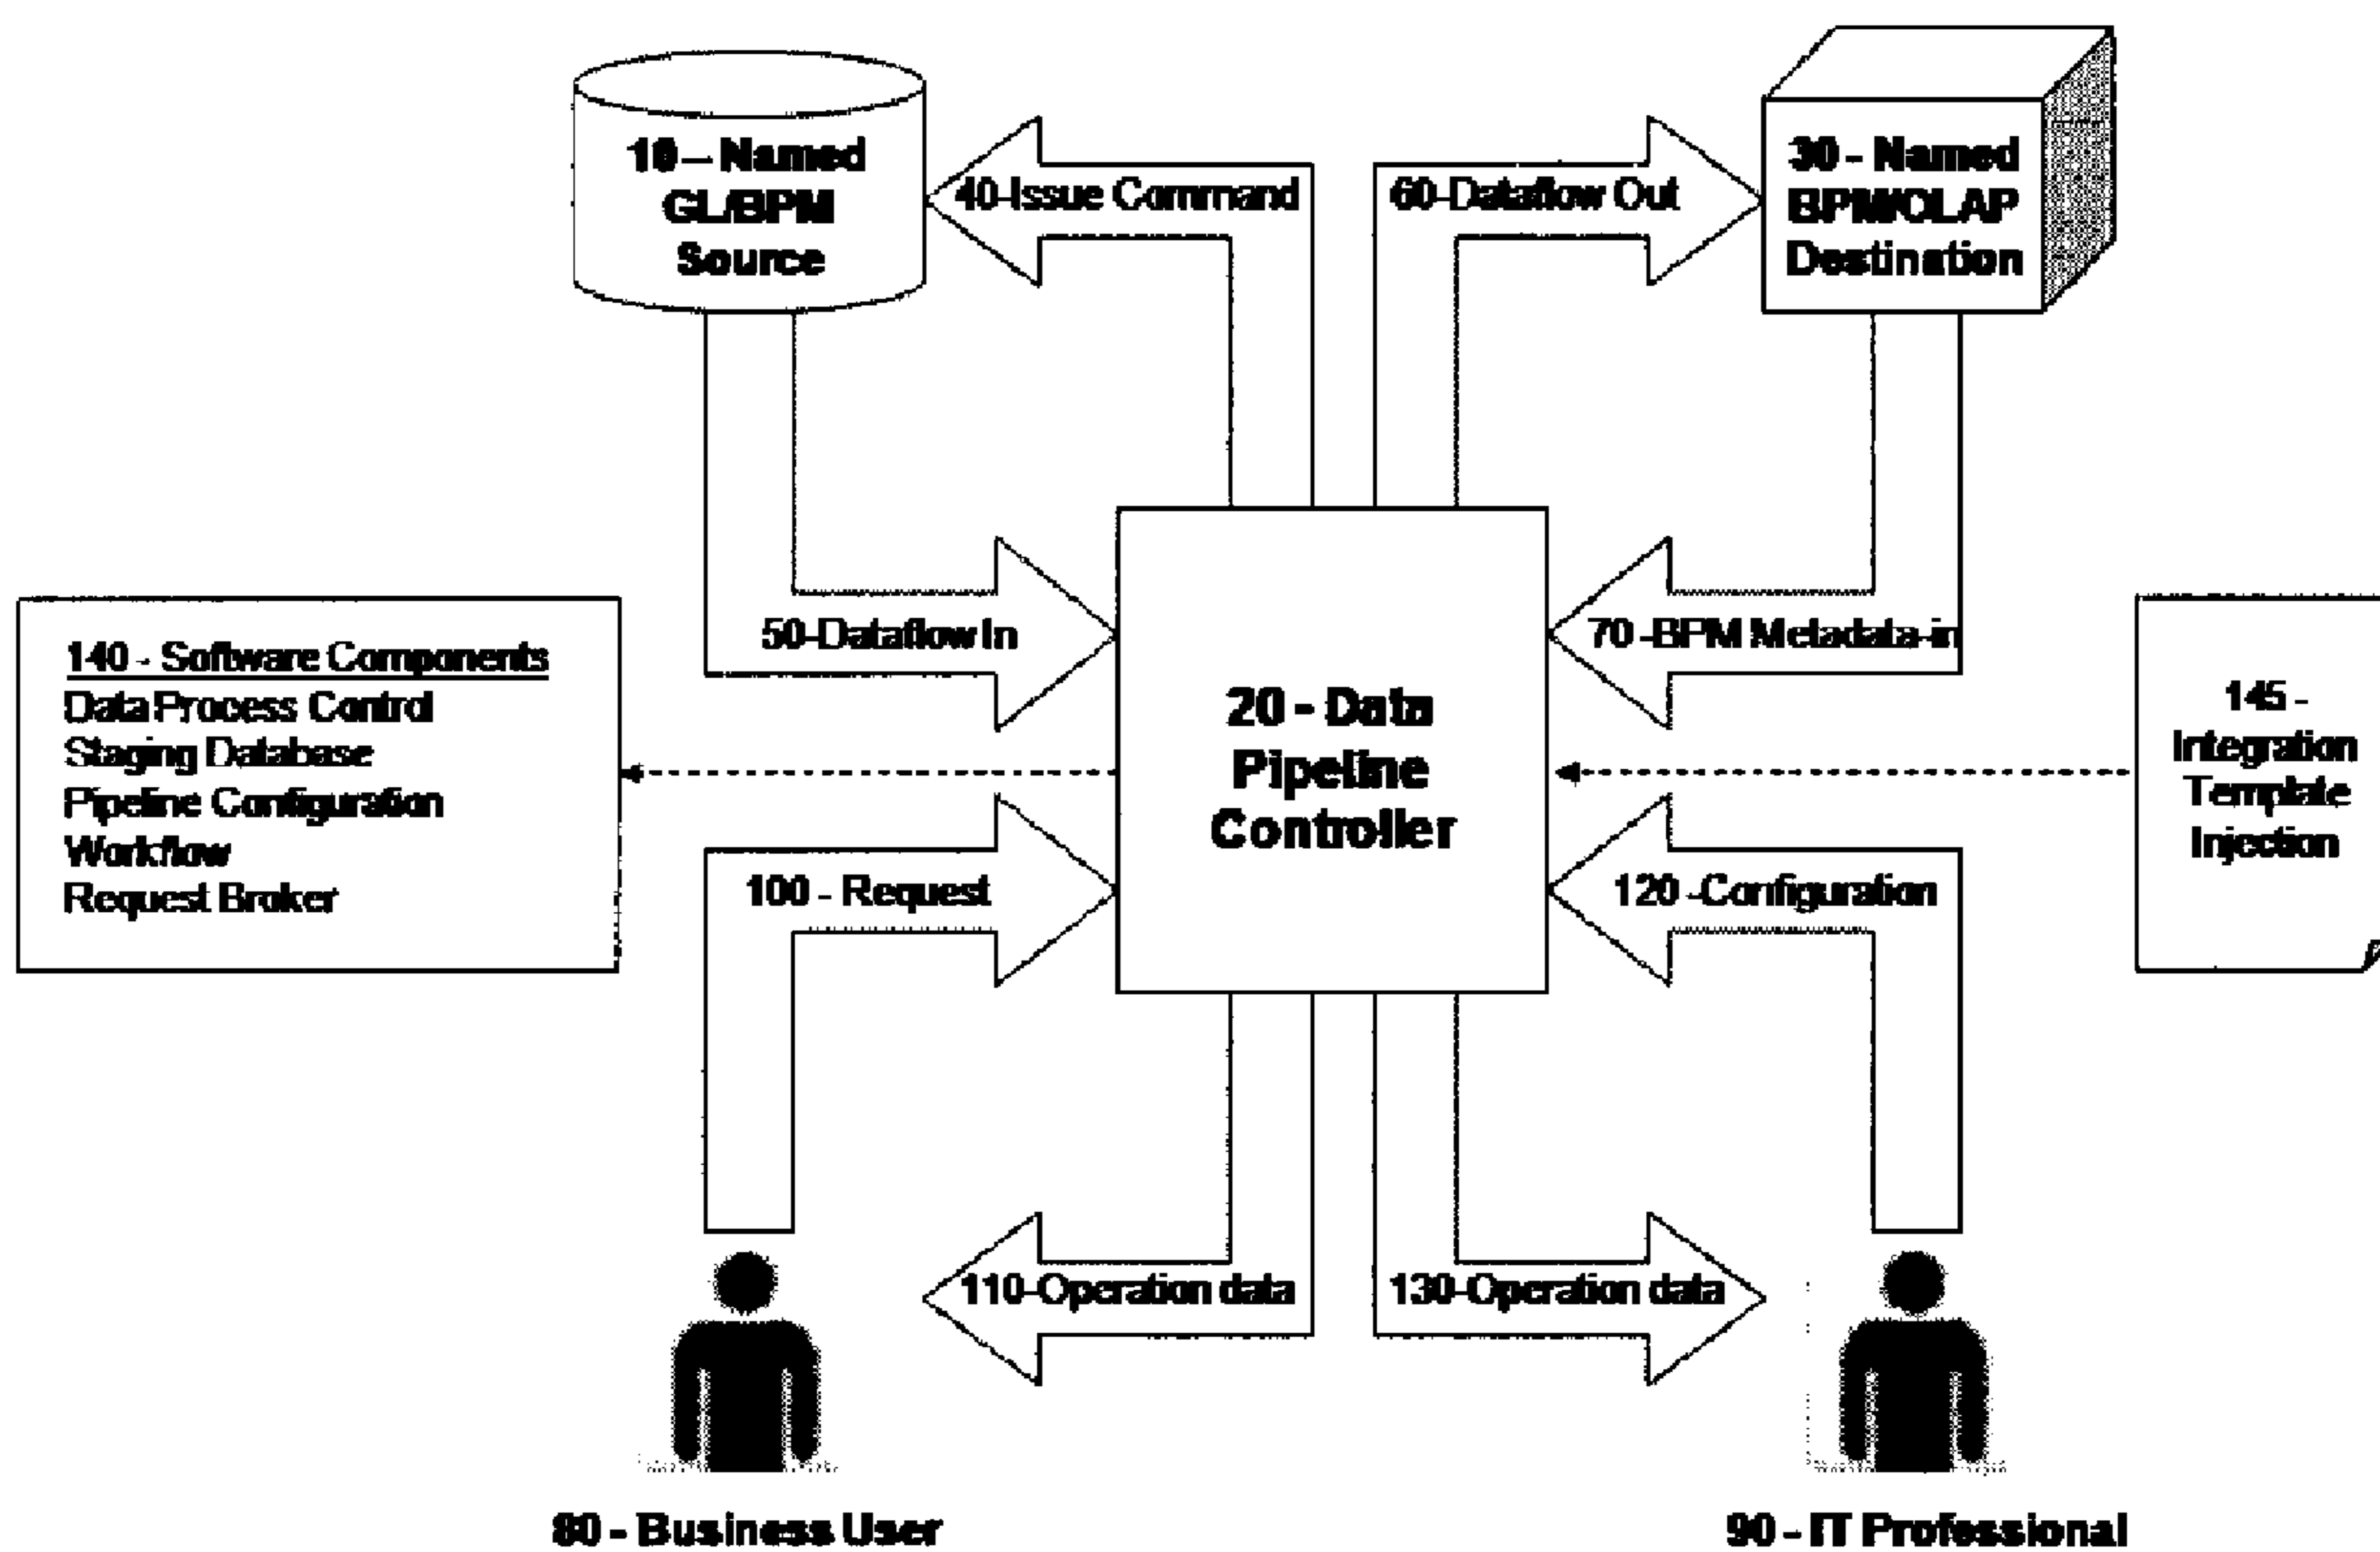 10 - Named
GL/BPM
Source
40-Issue Command
60-Dataflow Out
30 - Named
BPM/OLAP
Destination
50-Dataflow In
70 -BPM Metadata-in
140 - Software Components
Data Process Control
Staging Database
Pipeline Configuration
Workflow
Request Broker
20 - Data
Pipeline
Controller
145 -
Integration
Template
Injection
100 - Request
120 -Configuration
110-Operation data
130-Operation data
80 - Business User
90 - IT Professional